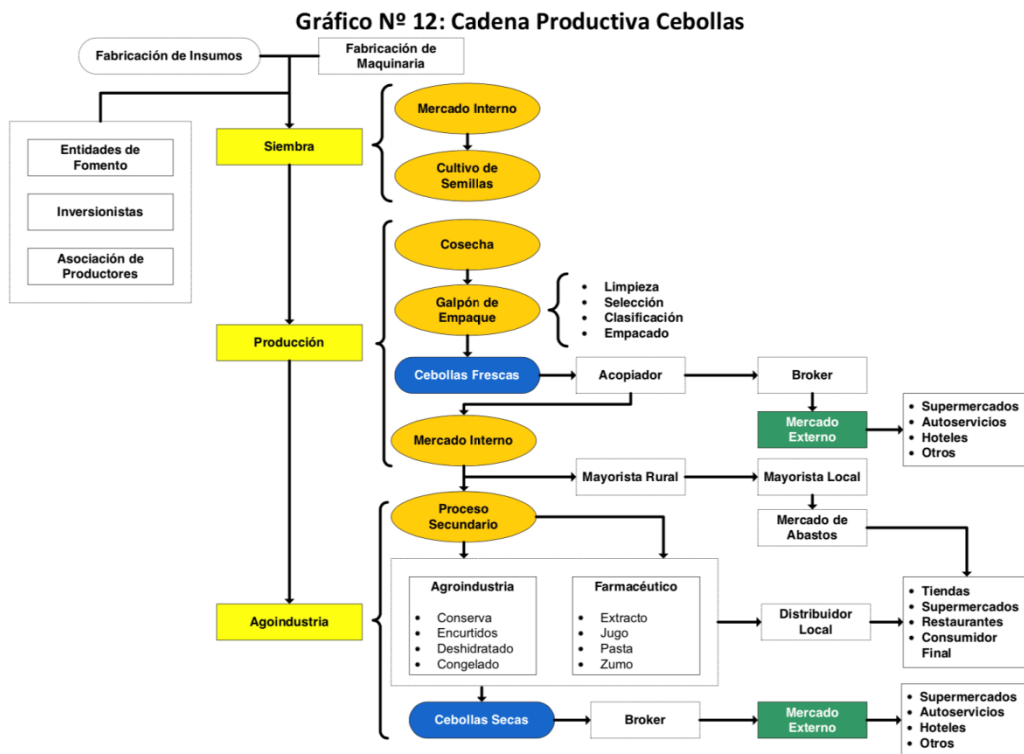 Gráfico Nº 12: Cadena Productiva Cebollas
Fabricación de Insumos
Fabricación de
Maquinaria
Entidades de
Fomento
Inversionistas
Asociación de
Productores
Siembra
Mercado Interno
Cultivo de
Semillas
Producción
Cosecha
Galpón de
Empaque
• Limpieza
• Selección
• Clasificación
• Empacado
Cebollas Frescas
Acopiador
Broker
Mercado
Externo
• Supermercados
• Autoservicios
• Hoteles
• Otros
Mercado Interno
Mayorista Rural
Mayorista Local
Mercado de
Abastos
Agoindustria
Proceso
Secundario
Agroindustria
• Conserva
• Encurtidos
• Deshidratado
• Congelado
Farmacéutico
• Extracto
• Jugo
• Pasta
• Zumo
Distribuidor
Local
• Tiendas
• Supermercados
• Restaurantes
• Consumidor
Final
Cebollas Secas
Broker
Mercado
Externo
• Supermercados
• Autoservicios
• Hoteles
• Otros